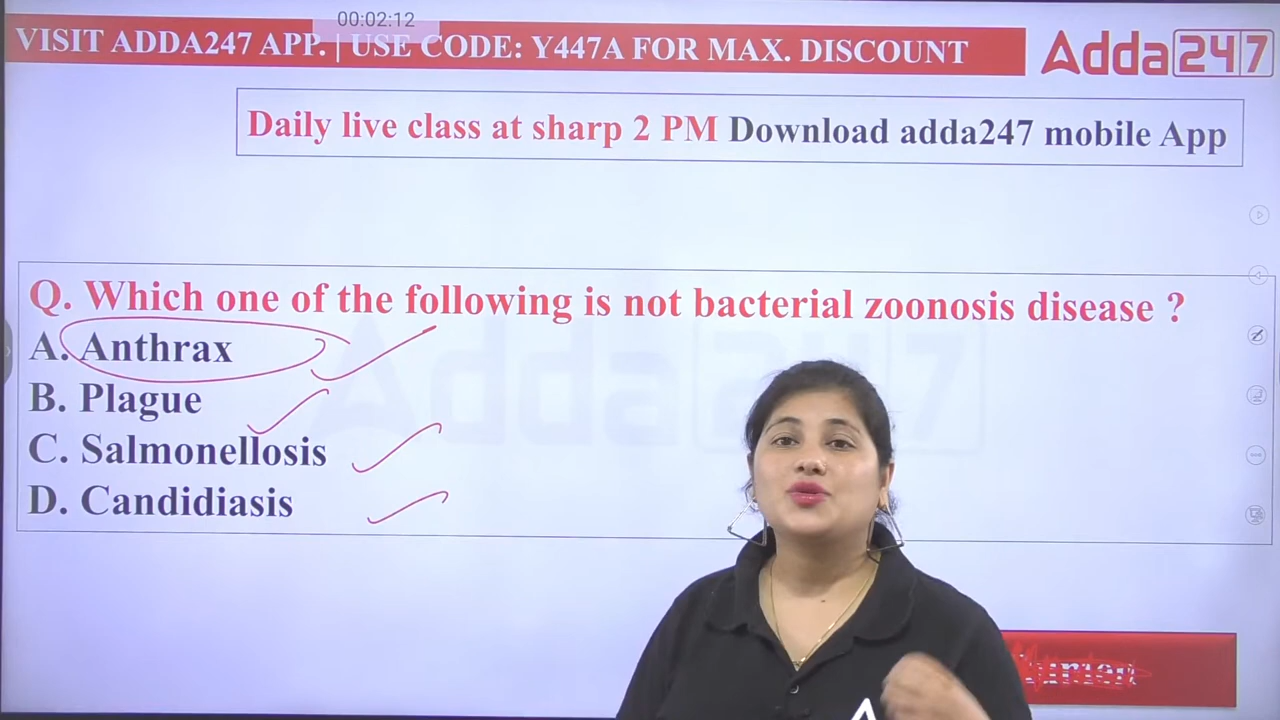 00:02:12
VISIT ADDA247 APP. | USE CODE: Y447A FOR MAX. DISCOUNT
Adda247
Daily live class at sharp 2 PM Download adda247 mobile App
Q. Which one of the following is not bacterial zoonosis disease ?
A. Anthrax
B. Plague
C. Salmonellosis
D. Candidiasis